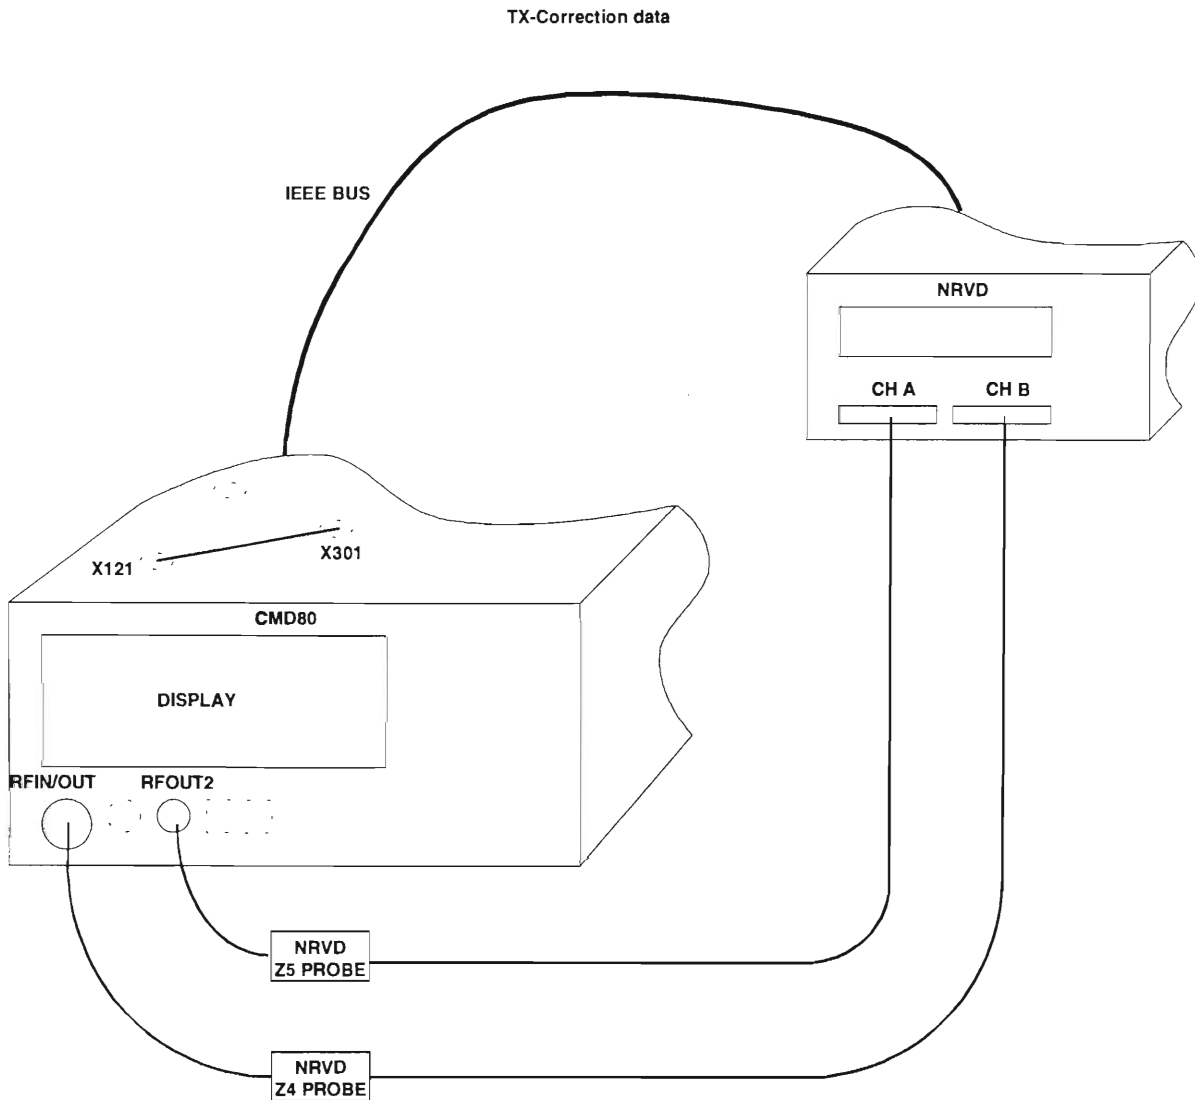 TX-Correction data
IEEE BUS
NRVD
CH A
CH B
X301
X121
CMD80
DISPLAY
RFIN/OUT
RFOUT2
NRVD
Z5 PROBE
NRVD
Z4 PROBE